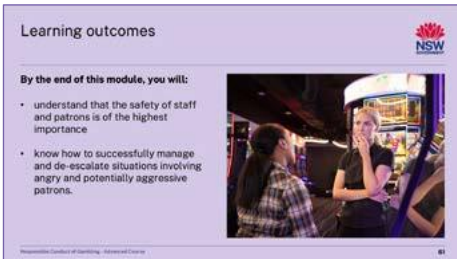 Learning outcomes
NSW
GOVERNMENT
By the end of this module, you will:
• understand that the safety of staff
and patrons is of the highest
importance
• know how to successfully manage
and de-escalate situations involving
angry and potentially aggressive
patrons.
Responsible Conduct of Gambling - Advanced Course
61